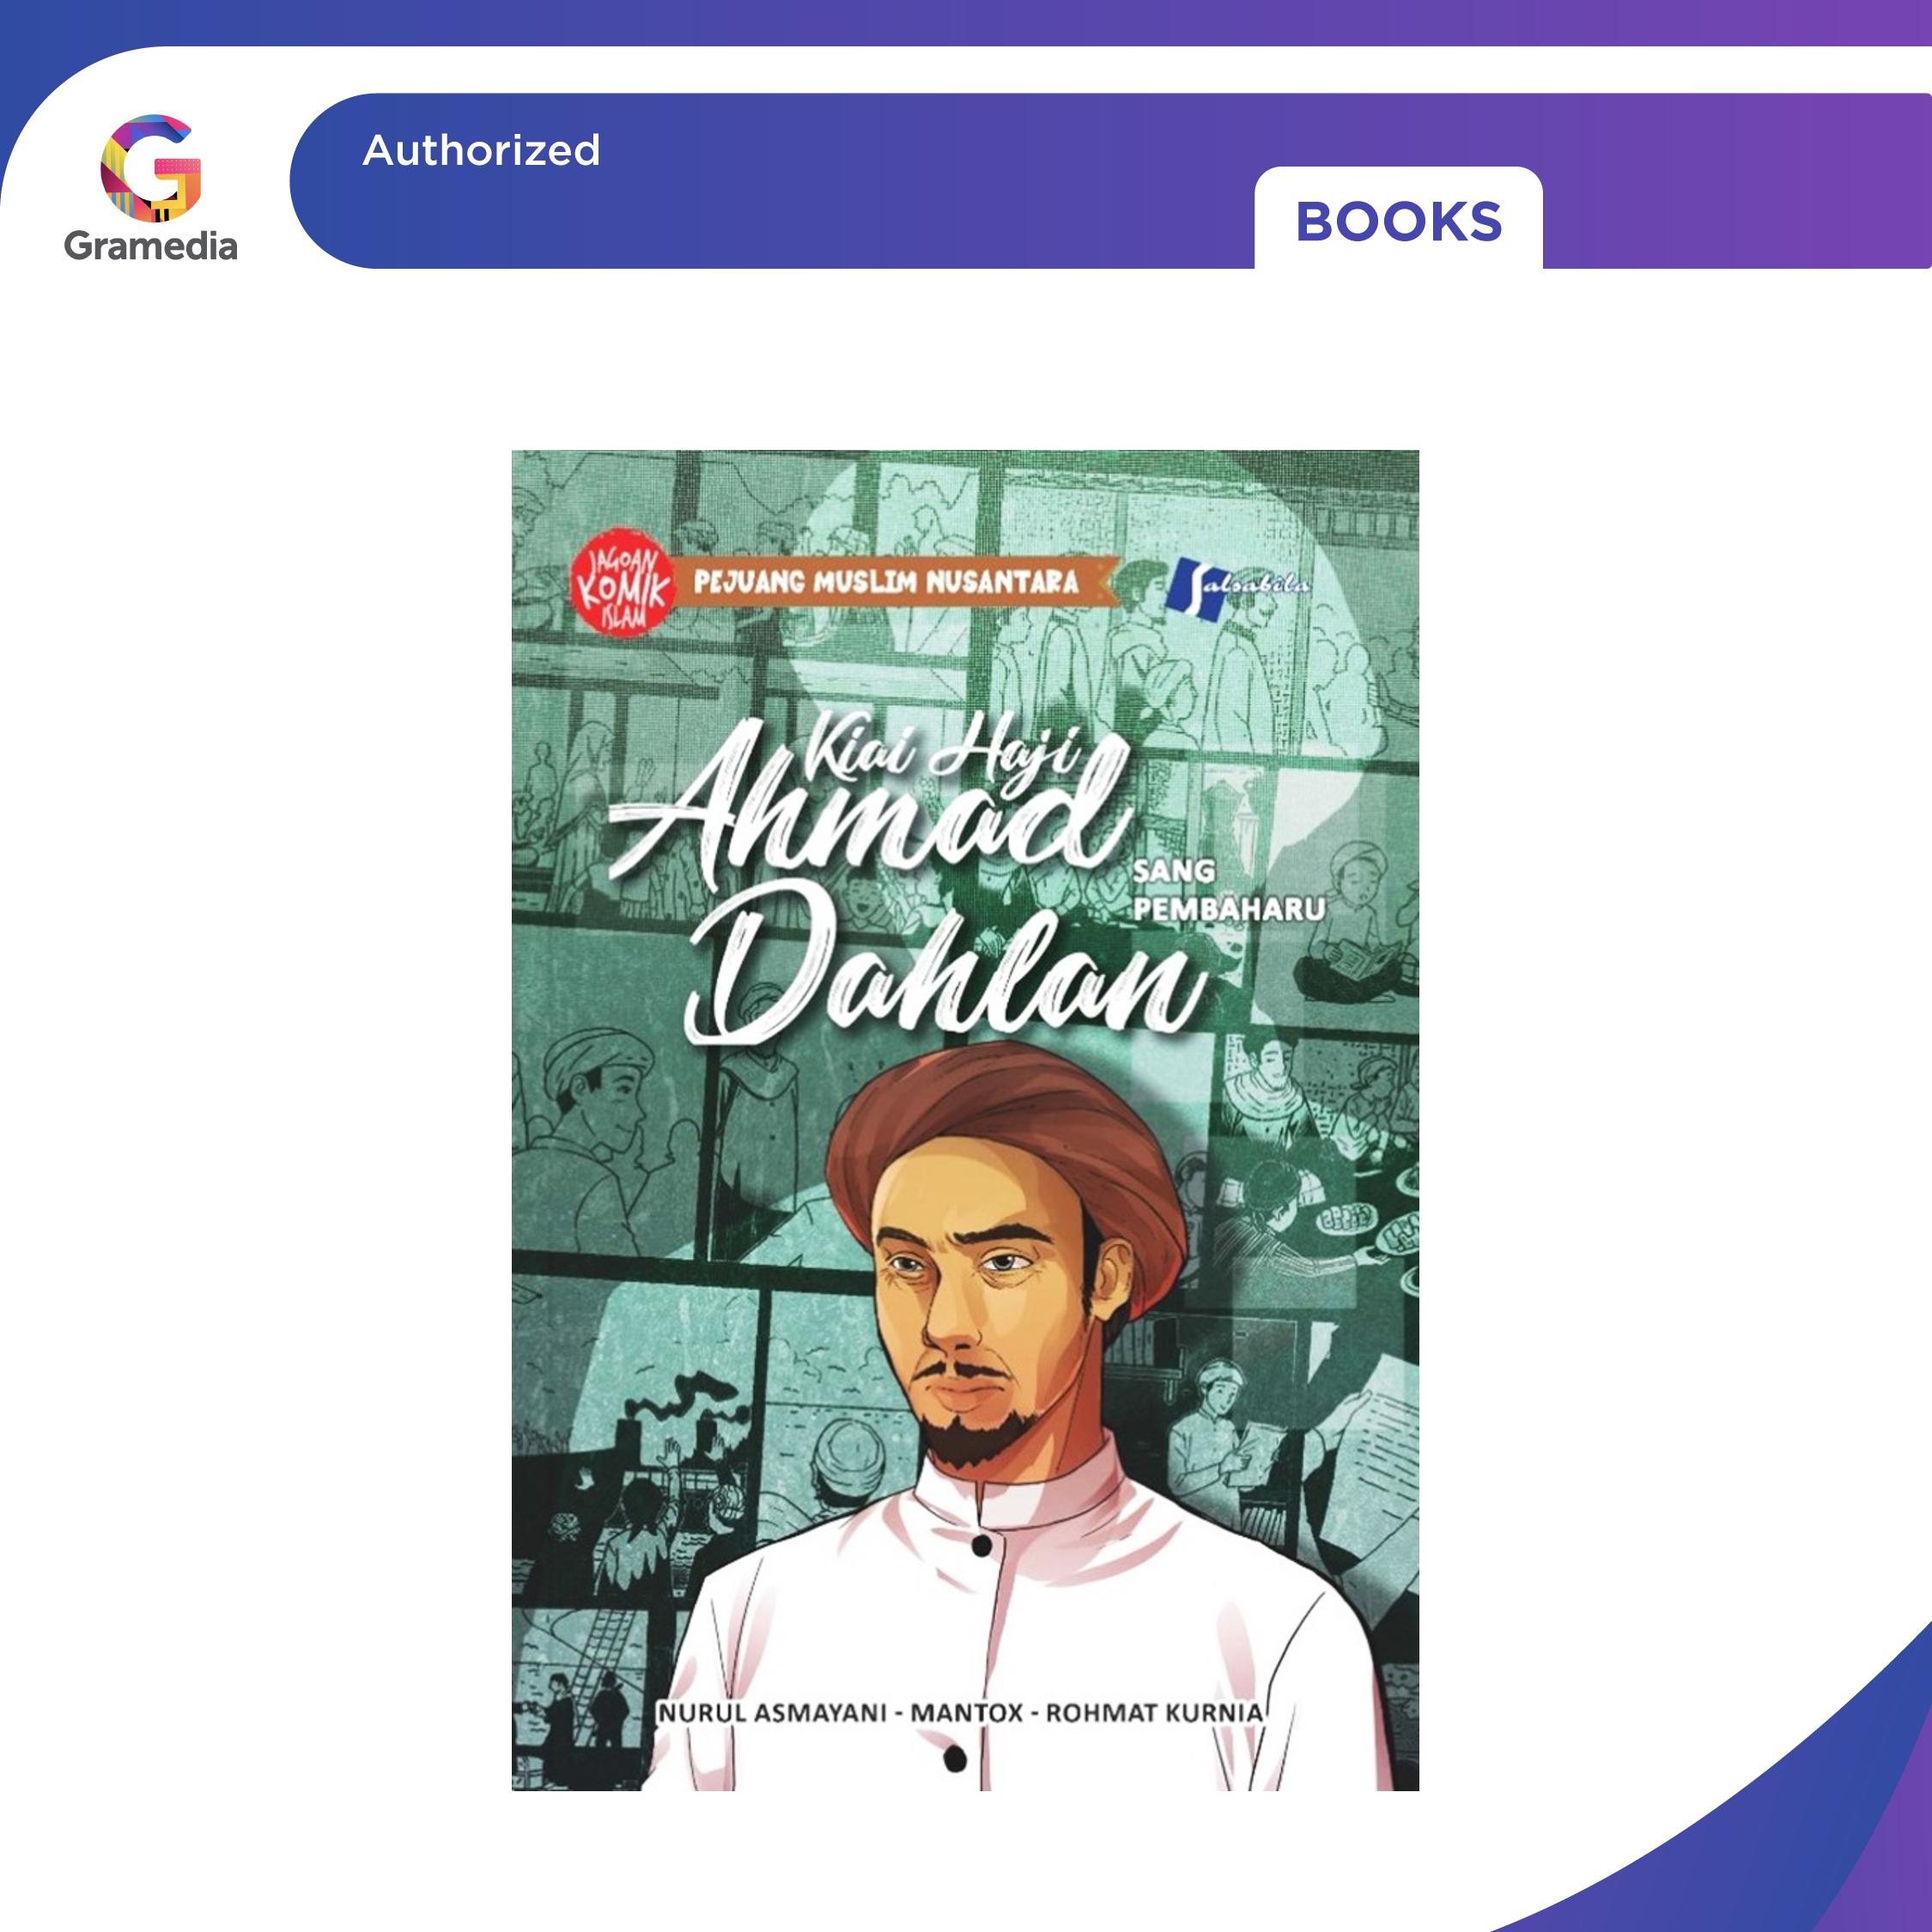 Gramedia
Authorized
BOOKS
JAGOAN
KOMIK
ISLAM
PEJUANG MUSLIM NUSANTARA
Salsabila
Kiai Haji
Ahmad
Dahlan
SANG
PEMBAHARU
NURUL ASMAYANI - MANTOX - ROHMAT KURNIA